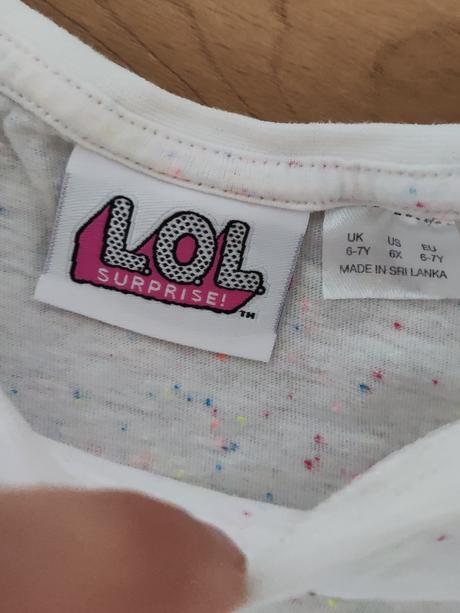 L.O.L.
SURPRISE!
TM
UK US EU
6-7Y 6X 6-7Y
MADE IN SRI LANKA